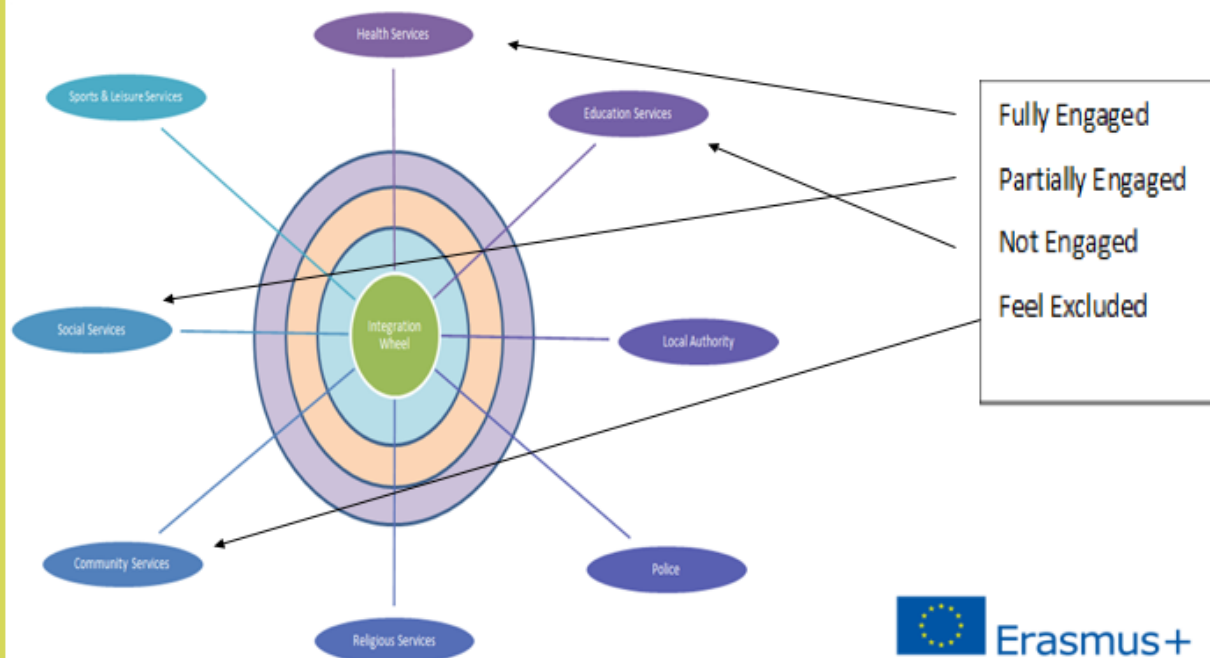 Health Services
Sports & Leisure Services
Education Services
Fully Engaged
Partially Engaged
Not Engaged
Feel Excluded
Social Services
Integration
Wheel
Local Authority
Community Services
Police
Religious Services
Erasmus+